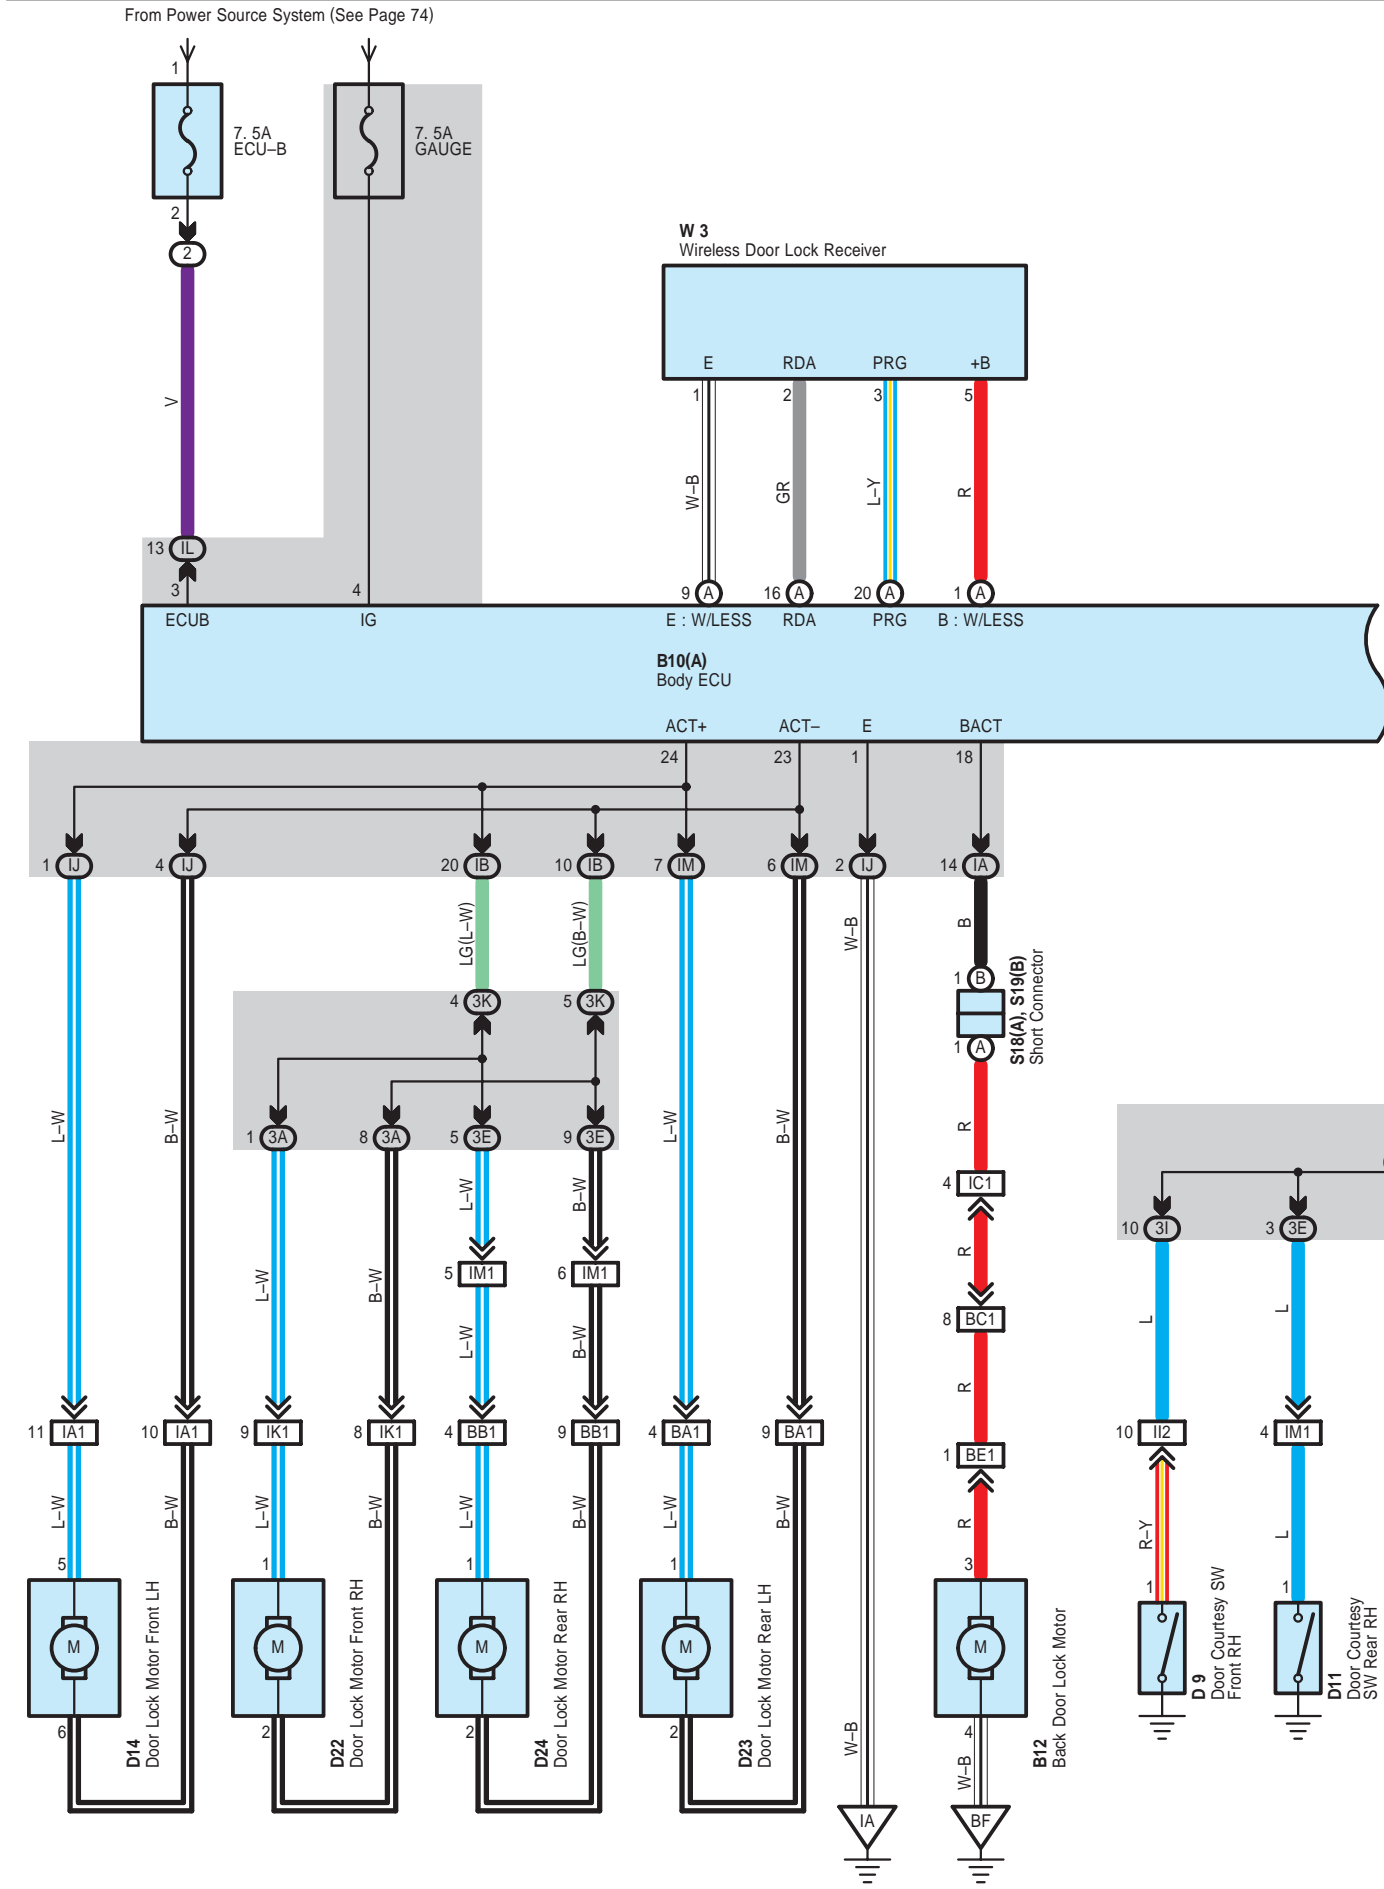 From Power Source System (See Page 74)
1
7. 5A
ECU–B
7. 5A
GAUGE
2
2
W 3
Wireless Door Lock Receiver
E
RDA
PRG
+B
1
2
3
5
V
W–B
GR
L–Y
R
13 IL
3
4
9 A
16 A
20 A
1 A
ECUB
IG
E : W/LESS
RDA
PRG
B : W/LESS
B10(A)
Body ECU
ACT+
ACT–
E
BACT
24
23
1
18
1 IJ
4 IJ
20 IB
10 IB
7 IM
6 IM
2 IJ
14 IA
LG(L–W)
LG(B–W)
W–B
B
1 B
S18(A), S19(B)
Short Connector
1 A
4 3K
5 3K
L–W
B–W
L–W
B–W
R
1 3A
8 3A
5 3E
9 3E
4 IC1
L–W
B–W
10 3I
3 3E
R
5 IM1
6 IM1
L–W
B–W
8 BC1
L–W
B–W
L
L
R
11 IA1
10 IA1
9 IK1
8 IK1
4 BB1
9 BB1
4 BA1
9 BA1
1 BE1
10 II2
4 IM1
L–W
B–W
L–W
B–W
L–W
B–W
L–W
B–W
R
R–Y
L
5
1
1
1
3
1
1
M
M
M
M
M
6
2
2
2
4
D14
Door Lock Motor Front LH
D22
Door Lock Motor Front RH
D24
Door Lock Motor Rear RH
D23
Door Lock Motor Rear LH
B12
Back Door Lock Motor
D 9
Door Courtesy SW
Front RH
D11
Door Courtesy
SW Rear RH
W–B
W–B
IA
BF